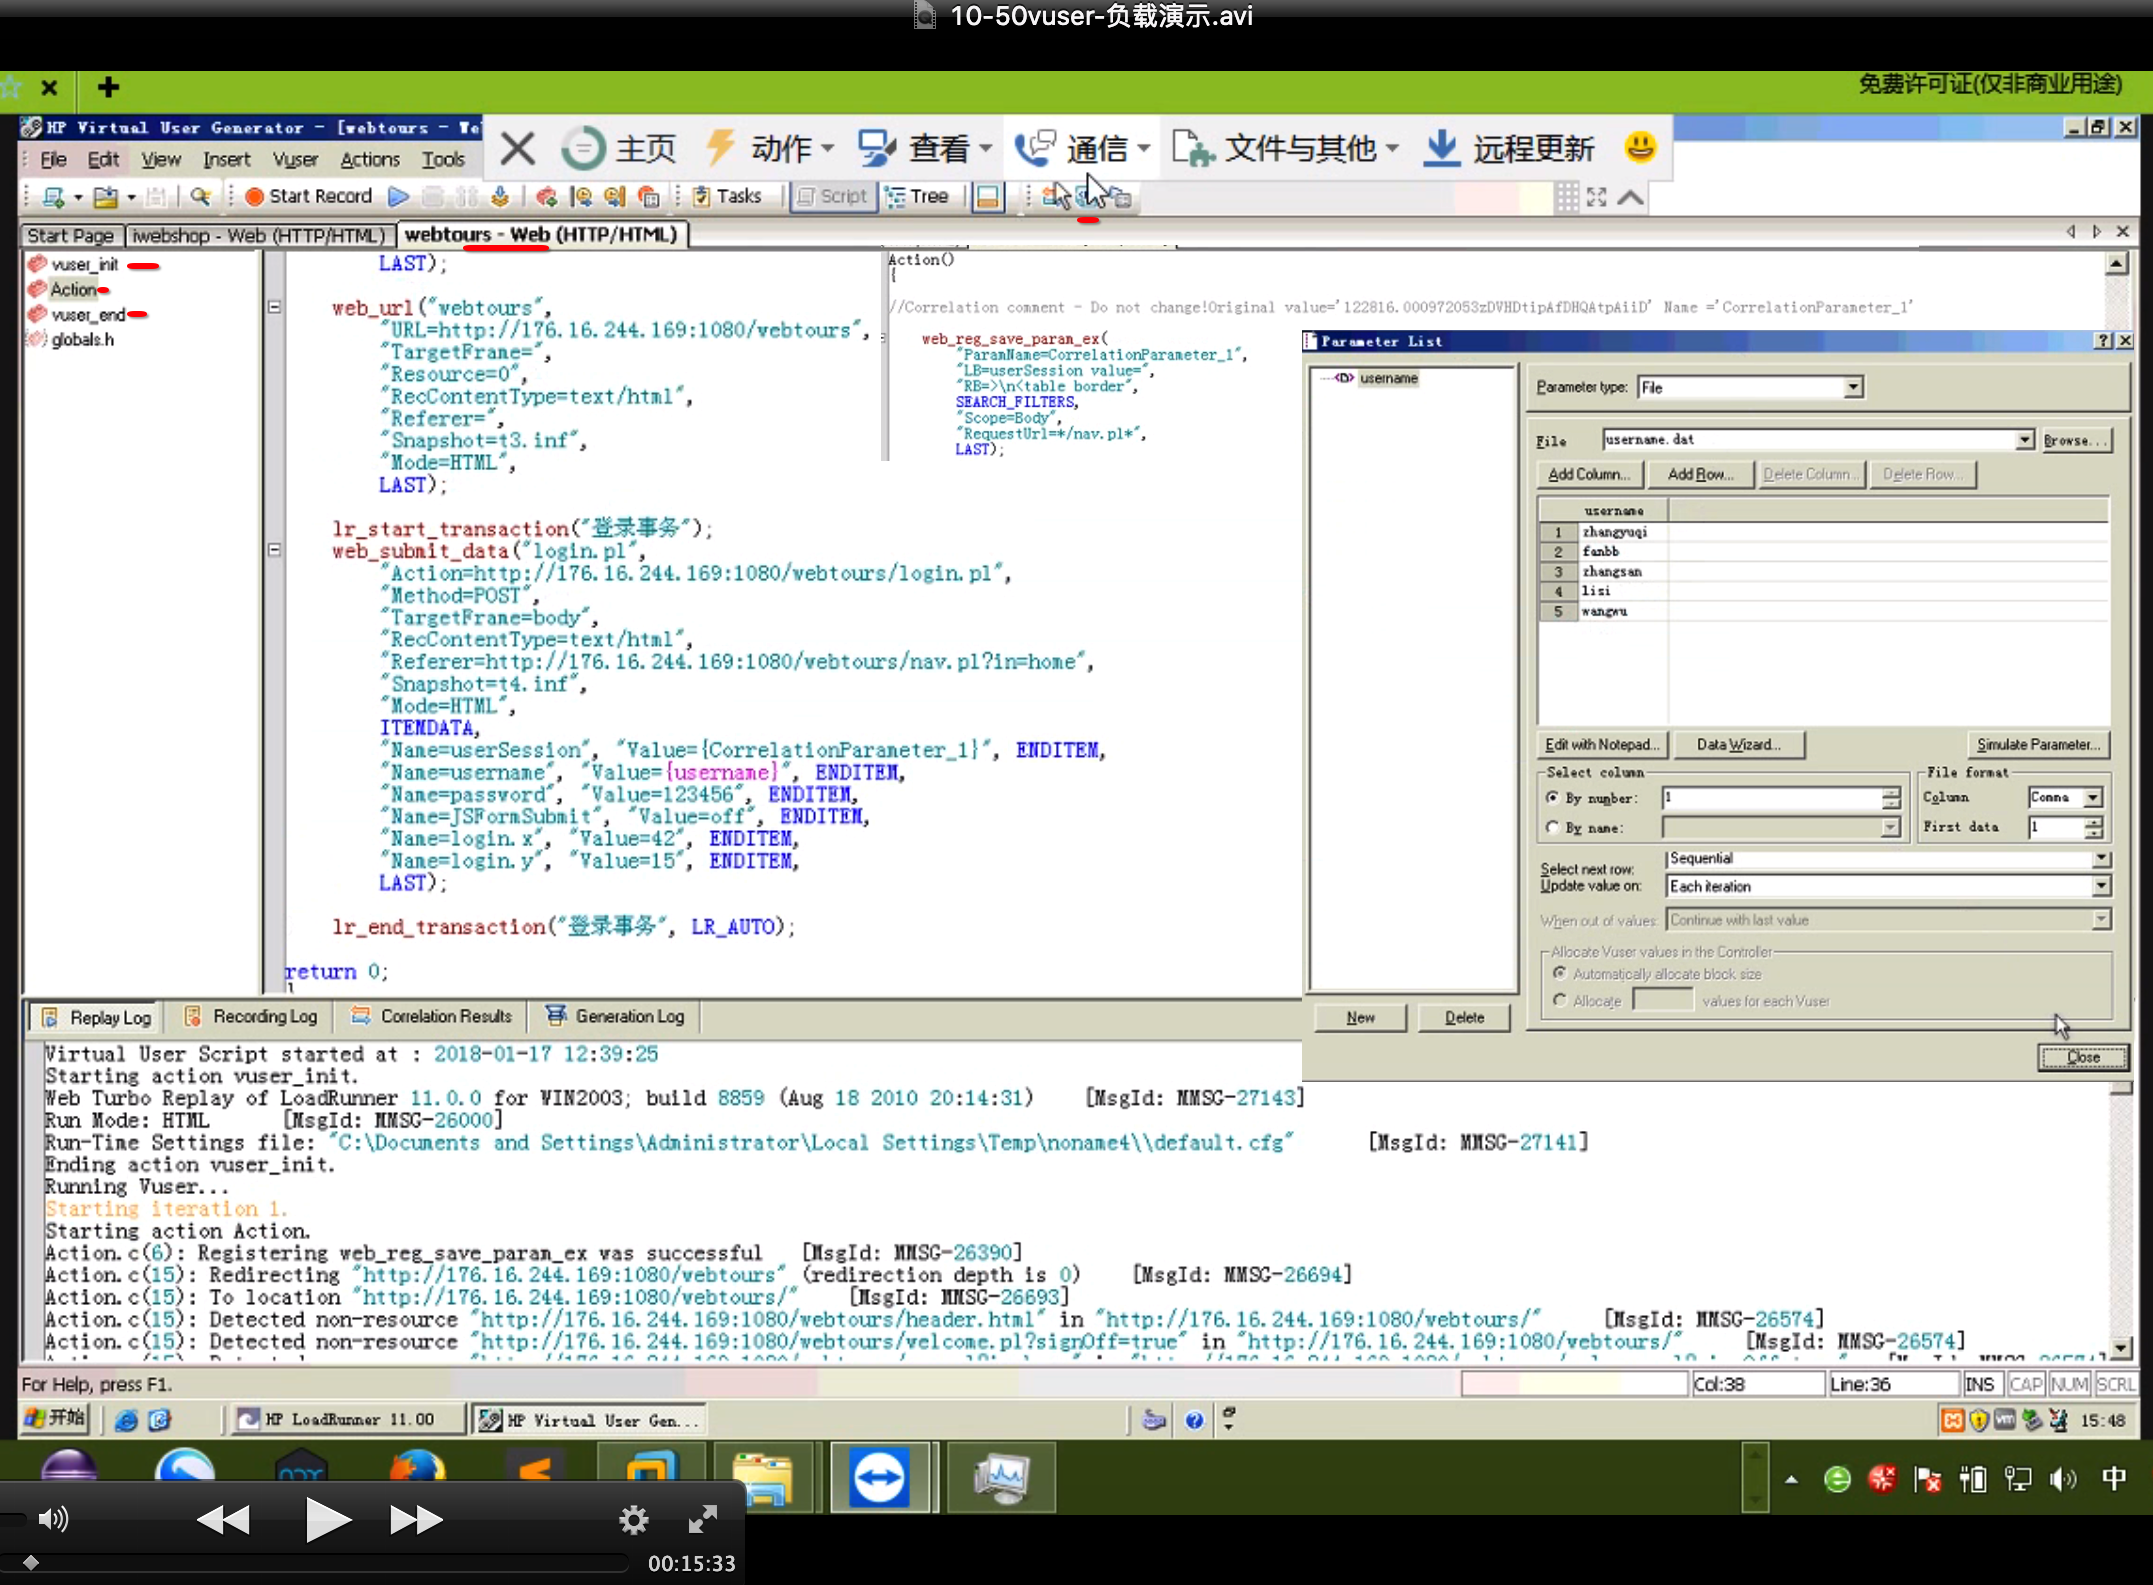 10-50vuser-负载演示.avi
免费许可证(仅非商业用途)
HP Virtual User Generator - [webtours - We
主页 动作 查看 通信 文件与其他 远程更新
File Edit View Insert Vuser Actions Tools
Start Record Tasks Script Tree
Start Page iwebshop - Web (HTTP/HTML) webtours - Web (HTTP/HTML)
vuser_init
Action
vuser_end
globals.h
LAST);
web_url("webtours",
"URL=http://176.16.244.169:1080/webtours",
"TargetFrame=",
"Resource=0",
"RecContentType=text/html",
"Referer=",
"Snapshot=t3.inf",
"Mode=HTML",
LAST);
lr_start_transaction("登录事务");
web_submit_data("login.pl",
"Action=http://176.16.244.169:1080/webtours/login.pl",
"Method=POST",
"TargetFrame=body",
"RecContentType=text/html",
"Referer=http://176.16.244.169:1080/webtours/nav.pl?in=home",
"Snapshot=t4.inf",
"Mode=HTML",
ITEMDATA,
"Name=userSession", "Value={CorrelationParameter_1}", ENDITEM,
"Name=username", "Value={username}", ENDITEM,
"Name=password", "Value=123456", ENDITEM,
"Name=JSFormSubmit", "Value=off", ENDITEM,
"Name=login.x", "Value=42", ENDITEM,
"Name=login.y", "Value=15", ENDITEM,
LAST);
lr_end_transaction("登录事务", LR_AUTO);
return 0;
Action()
{
//Correlation comment - Do not change!Original value='122816.000972053zDVHDtipAfDHQAtpAiiD' Name ='CorrelationParameter_1'
web_reg_save_param_ex(
"ParamName=CorrelationParameter_1",
"LB=userSession value=",
"RB=>\n<table border",
SEARCH_FILTERS,
"Scope=Body",
"RequestUrl=*/nav.pl*",
LAST);
Parameter List
username
Parameter type: File
File username.dat Browse...
Add Column... Add Row... Delete Column... Delete Row...
username
1 zhangyuqi
2 fanbb
3 zhangsan
4 lisi
5 wangwu
Edit with Notepad... Data Wizard... Simulate Parameter...
Select column File format
By number: 1 Column Comma
By name: First data 1
Select next row: Sequential
Update value on: Each iteration
When out of values: Continue with last value
Allocate Vuser values in the Controller
Automatically allocate block size
Allocate values for each Vuser
New Delete
Close
Replay Log Recording Log Correlation Results Generation Log
Virtual User Script started at : 2018-01-17 12:39:25
Starting action vuser_init.
Web Turbo Replay of LoadRunner 11.0.0 for WIN2003; build 8859 (Aug 18 2010 20:14:31) [MsgId: MMSG-27143]
Run Mode: HTML [MsgId: MMSG-26000]
Run-Time Settings file: "C:\Documents and Settings\Administrator\Local Settings\Temp\noname4\\default.cfg" [MsgId: MMSG-27141]
Ending action vuser_init.
Running Vuser...
Starting iteration 1.
Starting action Action.
Action.c(6): Registering web_reg_save_param_ex was successful [MsgId: MMSG-26390]
Action.c(15): Redirecting "http://176.16.244.169:1080/webtours" (redirection depth is 0) [MsgId: MMSG-26694]
Action.c(15): To location "http://176.16.244.169:1080/webtours/" [MsgId: MMSG-26693]
Action.c(15): Detected non-resource "http://176.16.244.169:1080/webtours/header.html" in "http://176.16.244.169:1080/webtours/" [MsgId: MMSG-26574]
Action.c(15): Detected non-resource "http://176.16.244.169:1080/webtours/welcome.pl?signOff=true" in "http://176.16.244.169:1080/webtours/" [MsgId: MMSG-26574]
For Help, press F1. Col:38 Line:36 INS CAP NUM SCRL
开始 HP LoadRunner 11.00 HP Virtual User Gen... 15:48
中
00:15:33